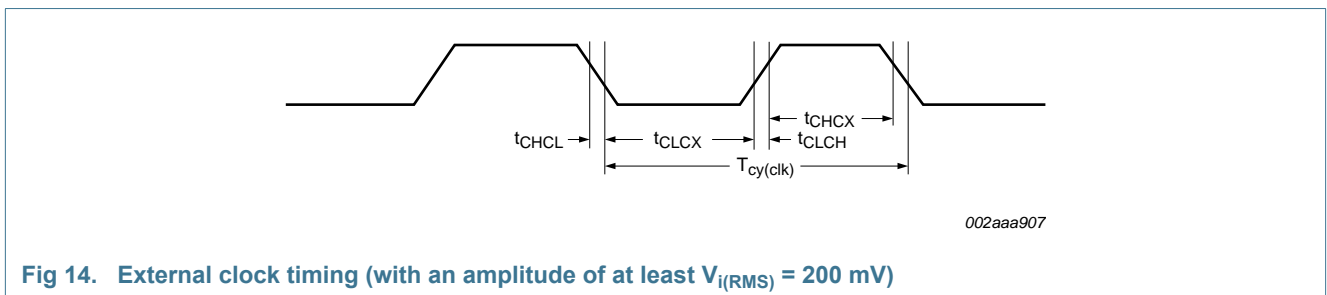 tCHCX
tCHCL tCLCX tCLCH
Tcy(clk)
002aaa907
Fig 14. External clock timing (with an amplitude of at least Vi(RMS) = 200 mV)